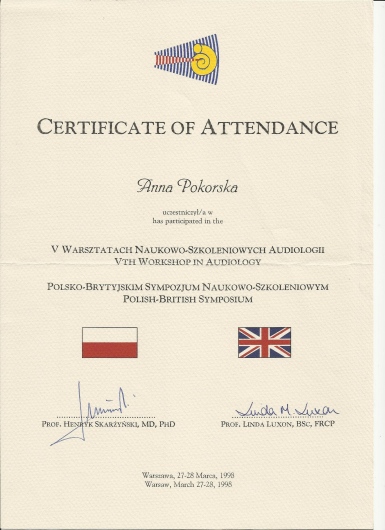 CERTIFICATE OF ATTENDANCE
Anna Pokorska
uczestniczył/a w
has participated in the
V WARSZTATACH NAUKOWO-SZKOLENIOWYCH AUDIOLOGII
VTH WORKSHOP IN AUDIOLOGY
POLSKO-BRYTYJSKIM SYMPOZJUM NAUKOWO-SZKOLENIOWYM
POLISH-BRITISH SYMPOSIUM
Linda M. Luxon
PROF. HENRYK SKARŻYŃSKI, MD, PHD
PROF. LINDA LUXON, BSC, FRCP
Warszawa, 27-28 Marca, 1998
Warsaw, March 27-28, 1998